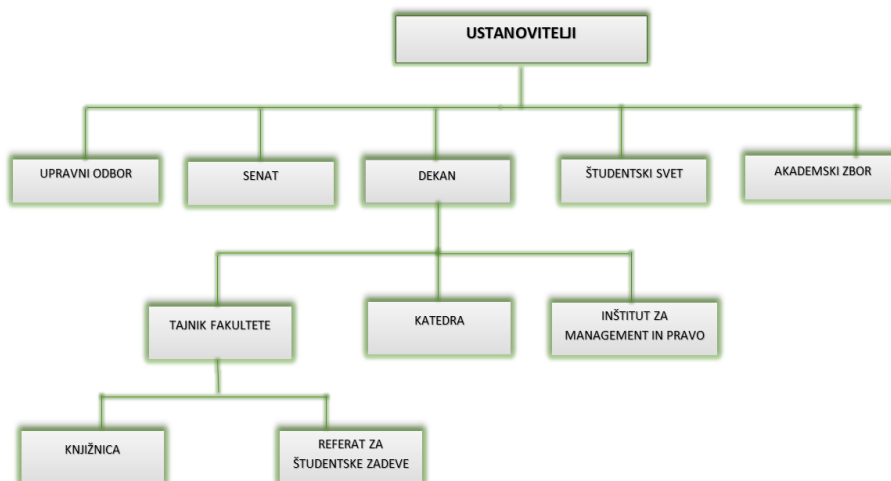 USTANOVITELJI
UPRAVNI ODBOR
SENAT
DEKAN
ŠTUDENTSKI SVET
AKADEMSKI ZBOR
TAJNIK FAKULTETE
KATEDRA
INŠTITUT ZA
MANAGEMENT IN PRAVO
KNJIŽNICA
REFERAT ZA
ŠTUDENTSKE ZADEVE